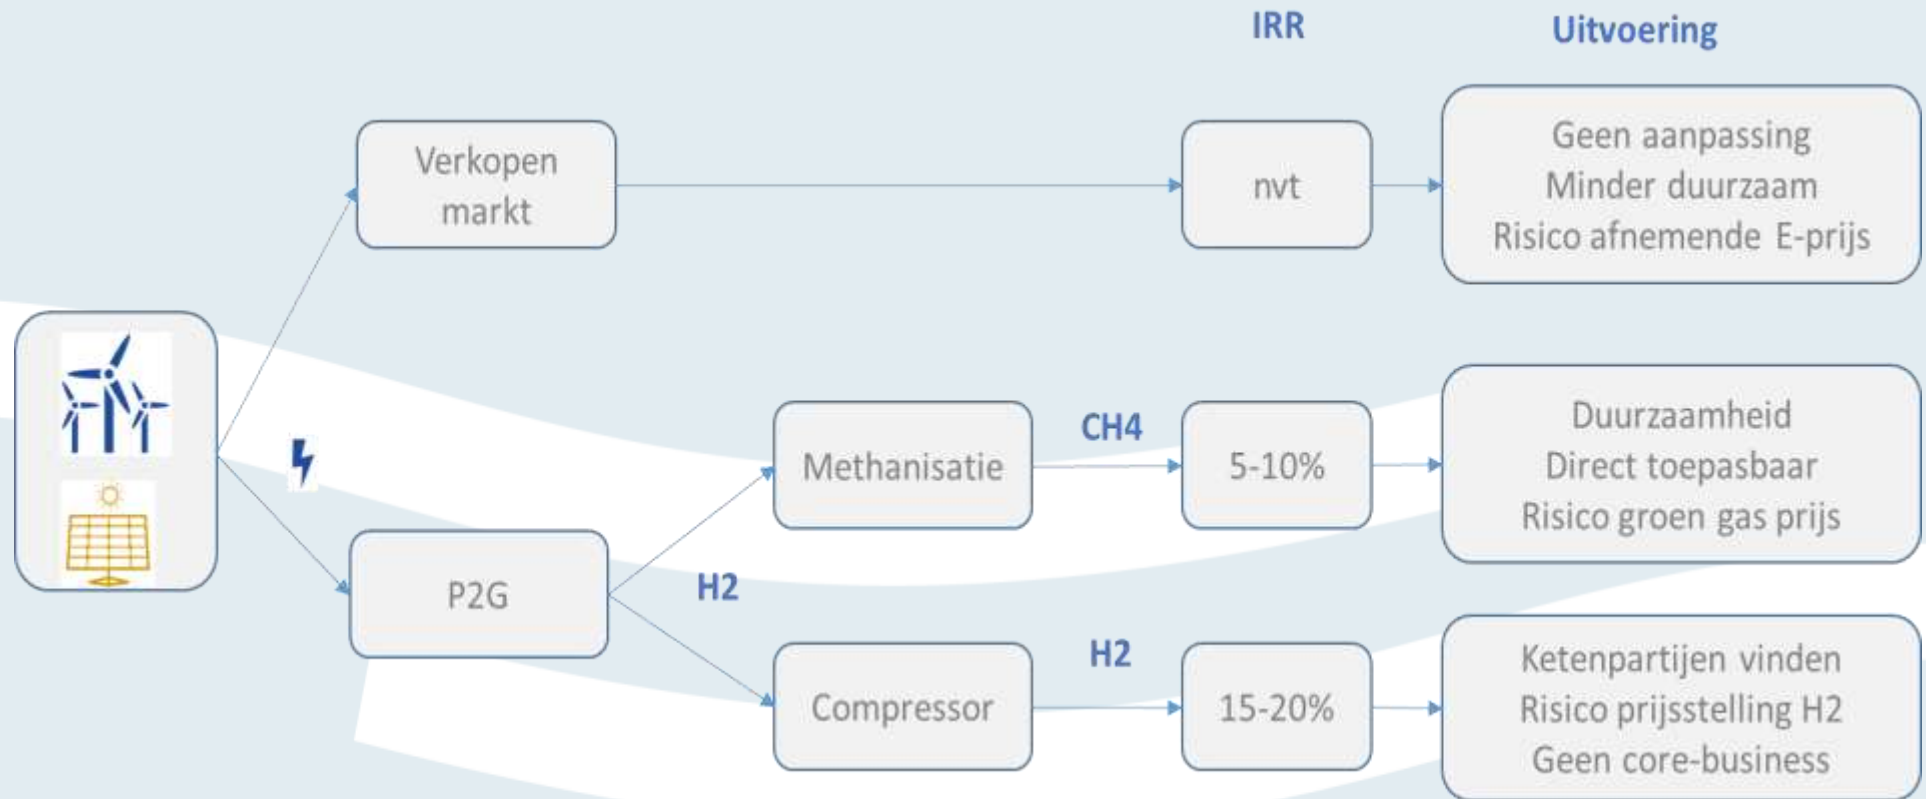 IRR
Uitvoering
Verkopen
markt
nvt
Geen aanpassing
Minder duurzaam
Risico afnemende E-prijs
Methanisatie
CH4
5-10%
Duurzaamheid
Direct toepasbaar
Risico groen gas prijs
P2G
H2
Compressor
H2
15-20%
Ketenpartijen vinden
Risico prijsstelling H2
Geen core-business